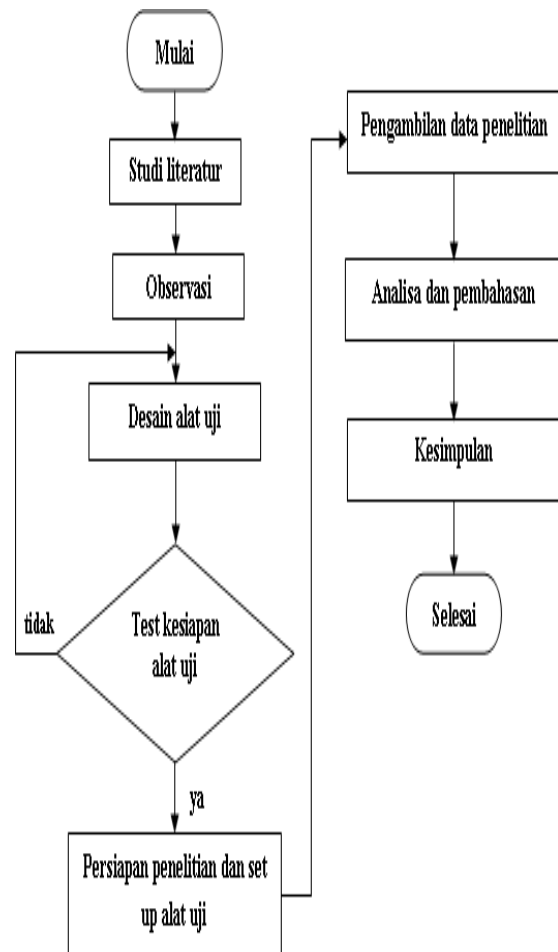 Mulai
Studi literatur
Observasi
Desain alat uji
Test kesiapan
alat uji
tidak
ya
Persiapan penelitian dan set
up alat uji
Pengambilan data penelitian
Analisa dan pembahasan
Kesimpulan
Selesai